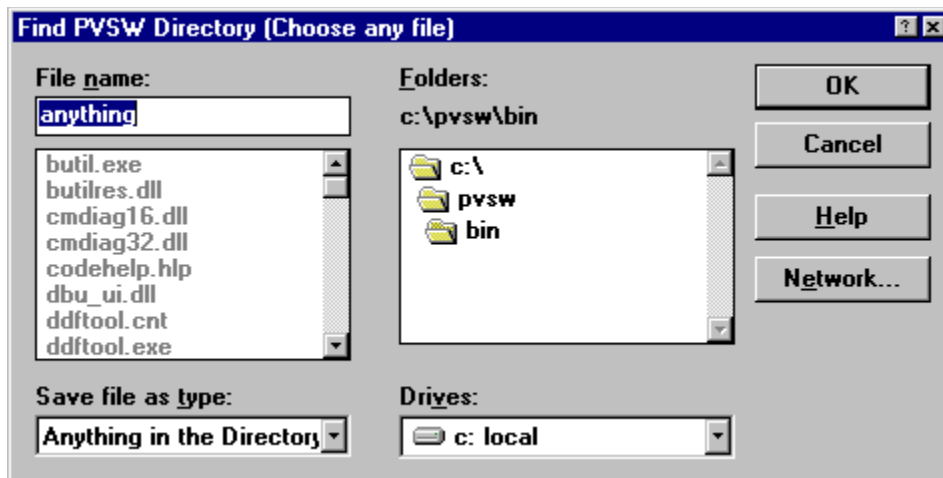 Find PVSW Directory (Choose any file)
File name:
anything
butil.exe
butilres.dll
cmdiag16.dll
cmdiag32.dll
codehelp.hlp
dbu_ui.dll
ddftool.cnt
ddftool.exe
Save file as type:
Anything in the Directory
Folders:
c:\pvsw\bin
c:\
pvsw
bin
Drives:
c: local
OK
Cancel
Help
Network...